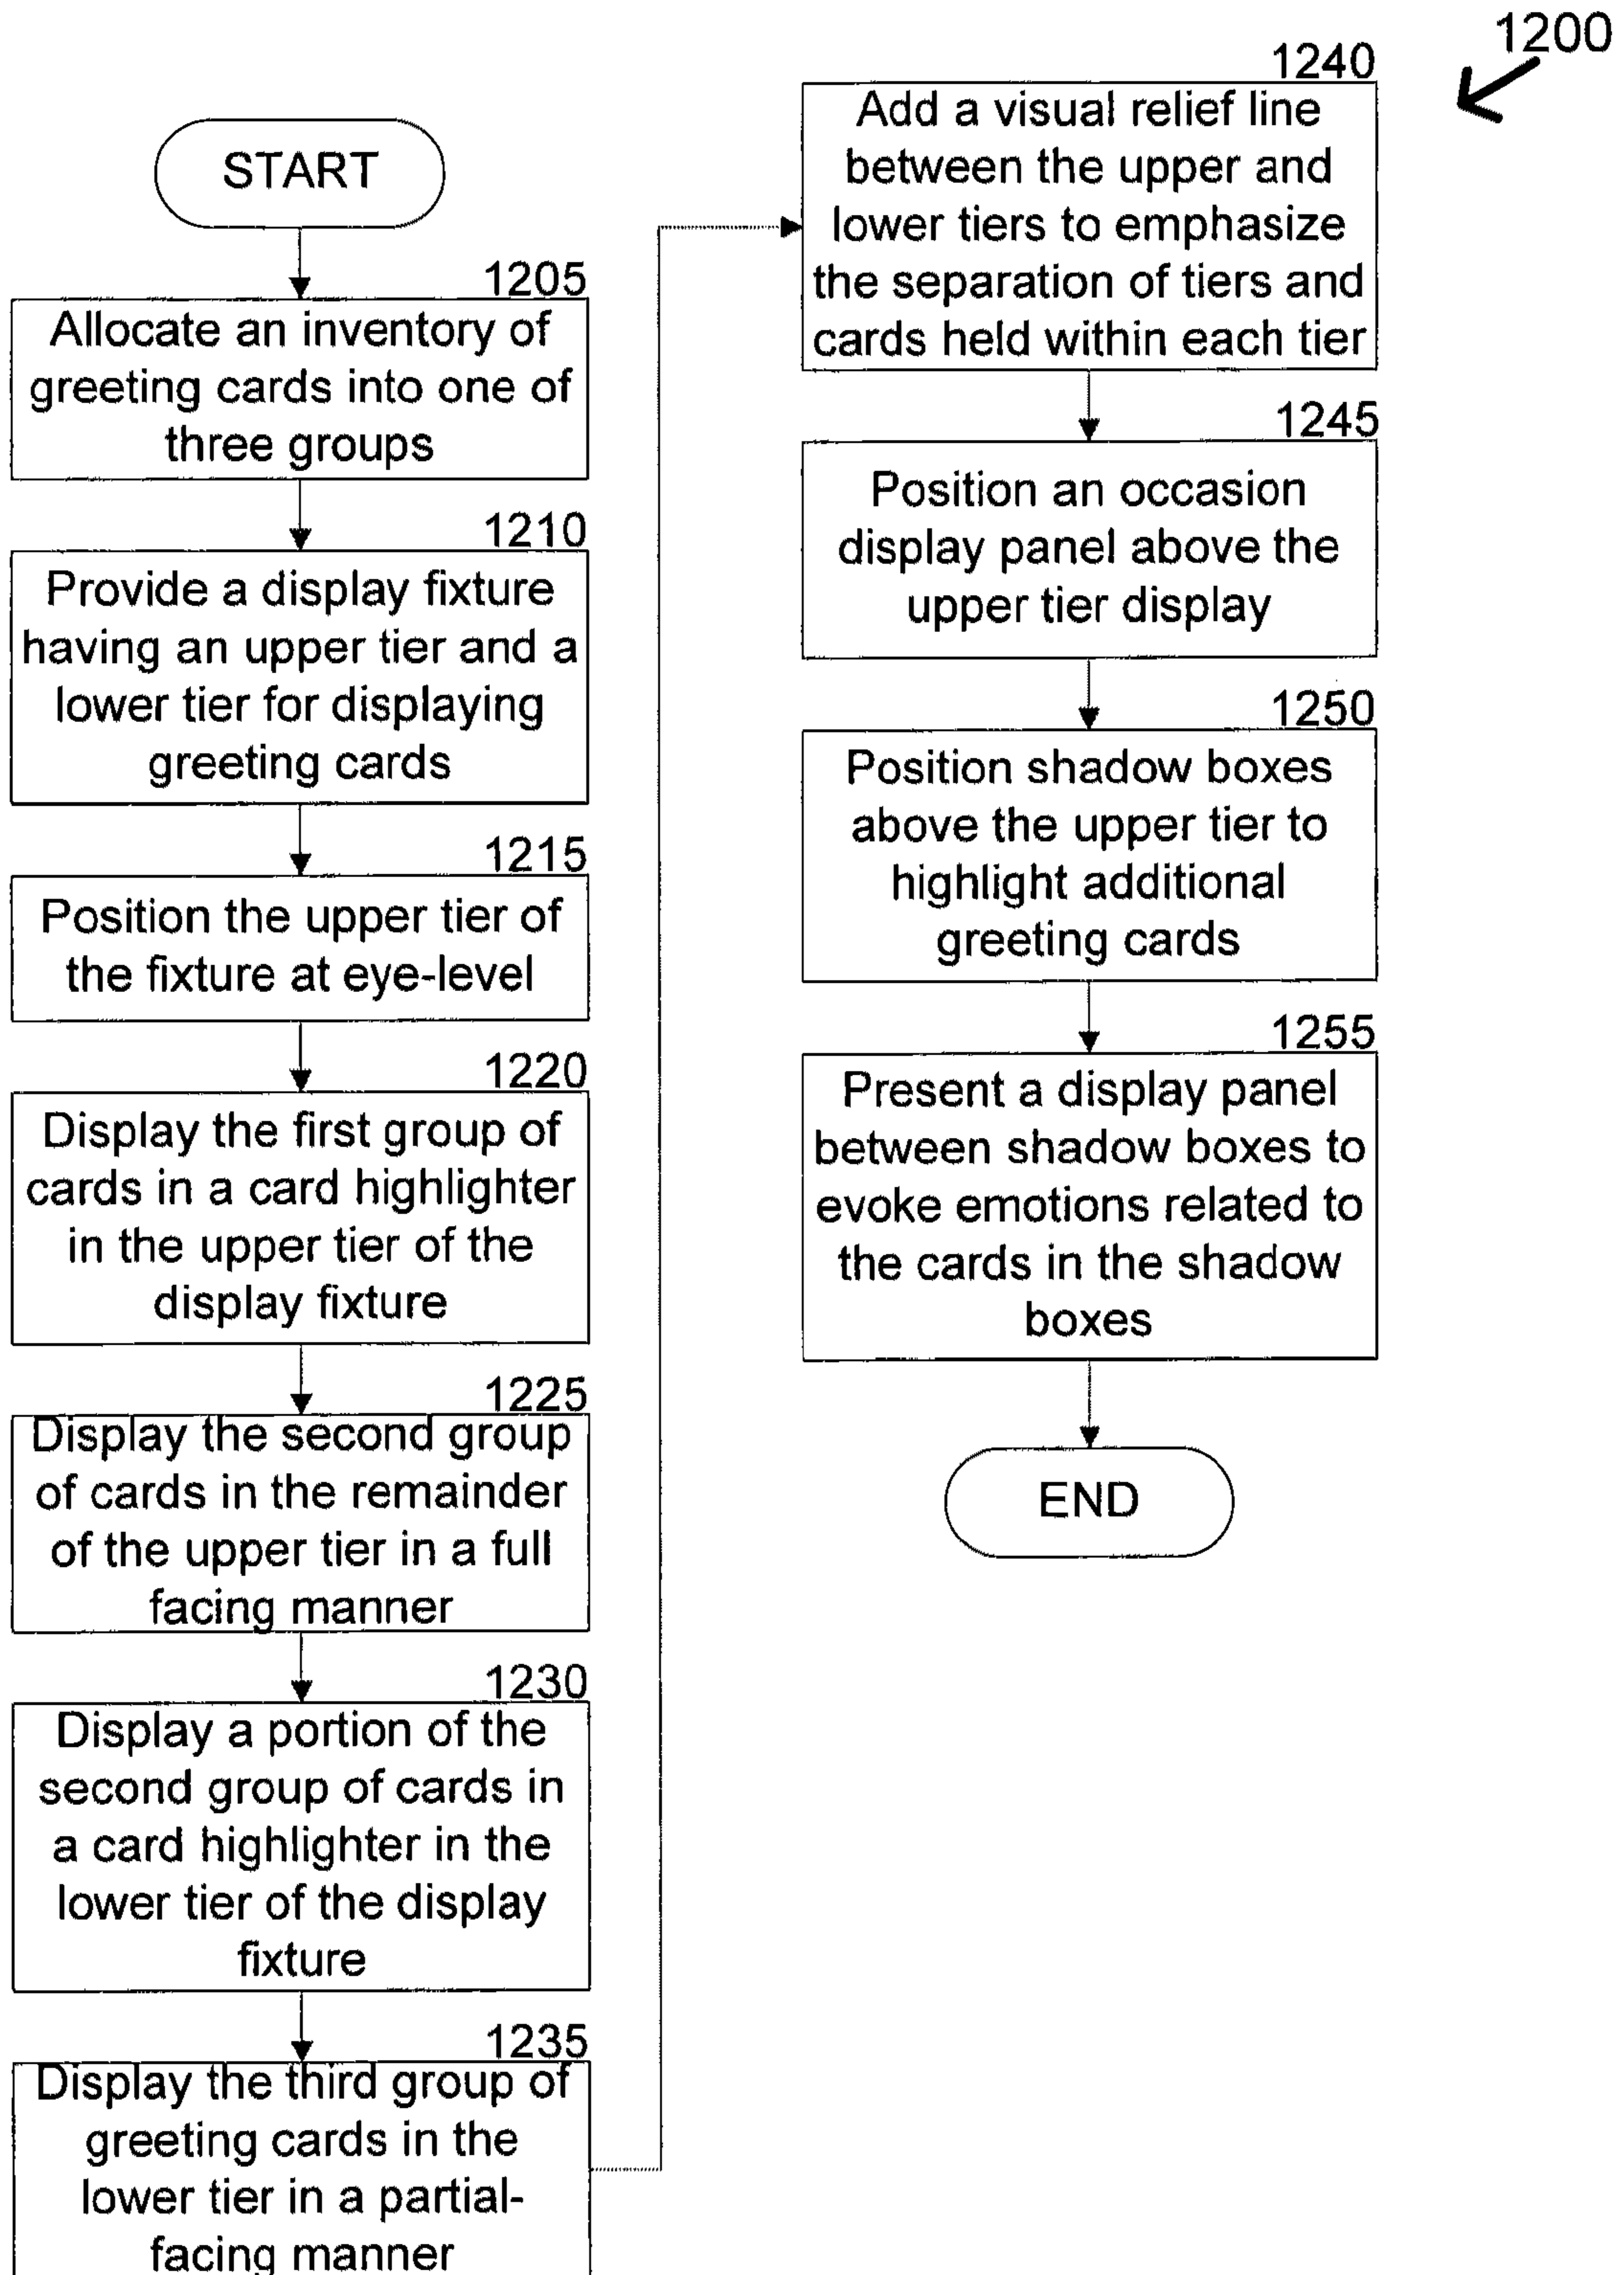 1200
START
1205
Allocate an inventory of
greeting cards into one of
three groups
1210
Provide a display fixture
having an upper tier and a
lower tier for displaying
greeting cards
1215
Position the upper tier of
the fixture at eye-level
1220
Display the first group of
cards in a card highlighter
in the upper tier of the
display fixture
1225
Display the second group
of cards in the remainder
of the upper tier in a full
facing manner
1230
Display a portion of the
second group of cards in
a card highlighter in the
lower tier of the display
fixture
1235
Display the third group of
greeting cards in the
lower tier in a partial-
facing manner
1240
Add a visual relief line
between the upper and
lower tiers to emphasize
the separation of tiers and
cards held within each tier
1245
Position an occasion
display panel above the
upper tier display
1250
Position shadow boxes
above the upper tier to
highlight additional
greeting cards
1255
Present a display panel
between shadow boxes to
evoke emotions related to
the cards in the shadow
boxes
END